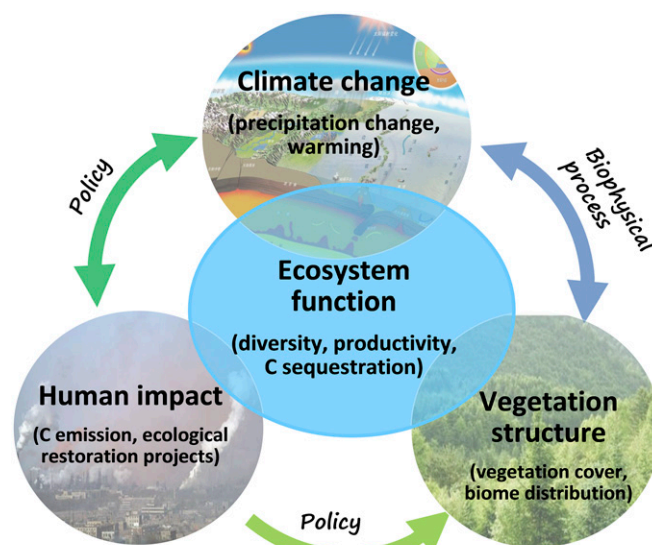 Climate change
(precipitation change,
warming)
Policy
Biophysical
process
Ecosystem
function
(diversity, productivity,
C sequestration)
Human impact
(C emission, ecological
restoration projects)
Vegetation
structure
(vegetation cover,
biome distribution)
Policy